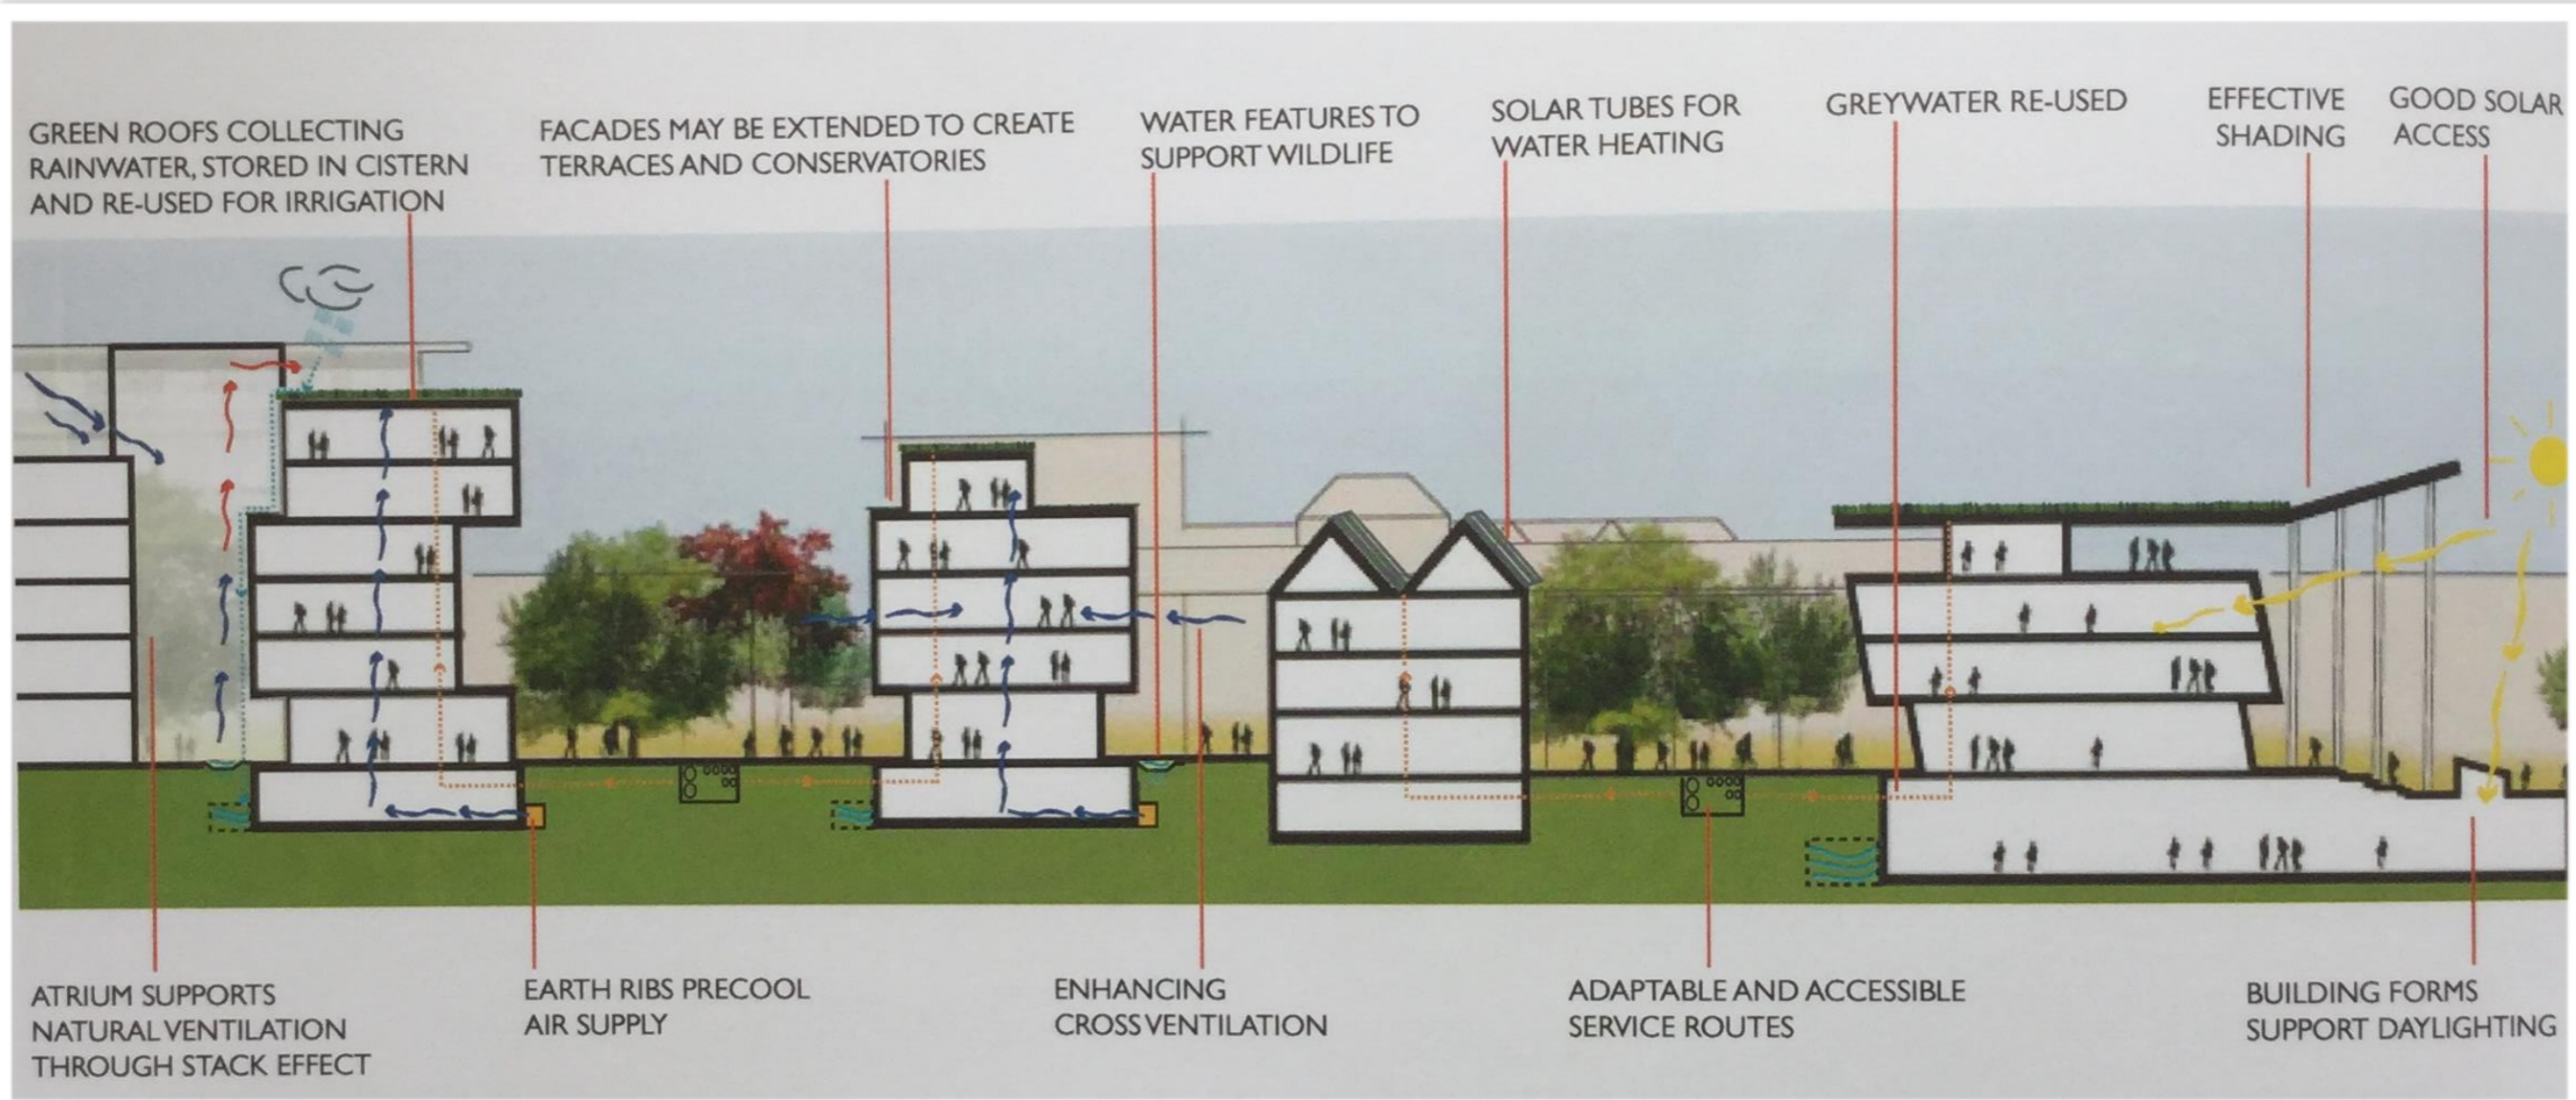 GREEN ROOFS COLLECTING
RAINWATER, STORED IN CISTERN
AND RE-USED FOR IRRIGATION
FACADES MAY BE EXTENDED TO CREATE
TERRACES AND CONSERVATORIES
WATER FEATURES TO
SUPPORT WILDLIFE
SOLAR TUBES FOR
WATER HEATING
GREYWATER RE-USED
EFFECTIVE
SHADING
GOOD SOLAR
ACCESS
ATRIUM SUPPORTS
NATURAL VENTILATION
THROUGH STACK EFFECT
EARTH RIBS PRECOOL
AIR SUPPLY
ENHANCING
CROSS VENTILATION
ADAPTABLE AND ACCESSIBLE
SERVICE ROUTES
BUILDING FORMS
SUPPORT DAYLIGHTING